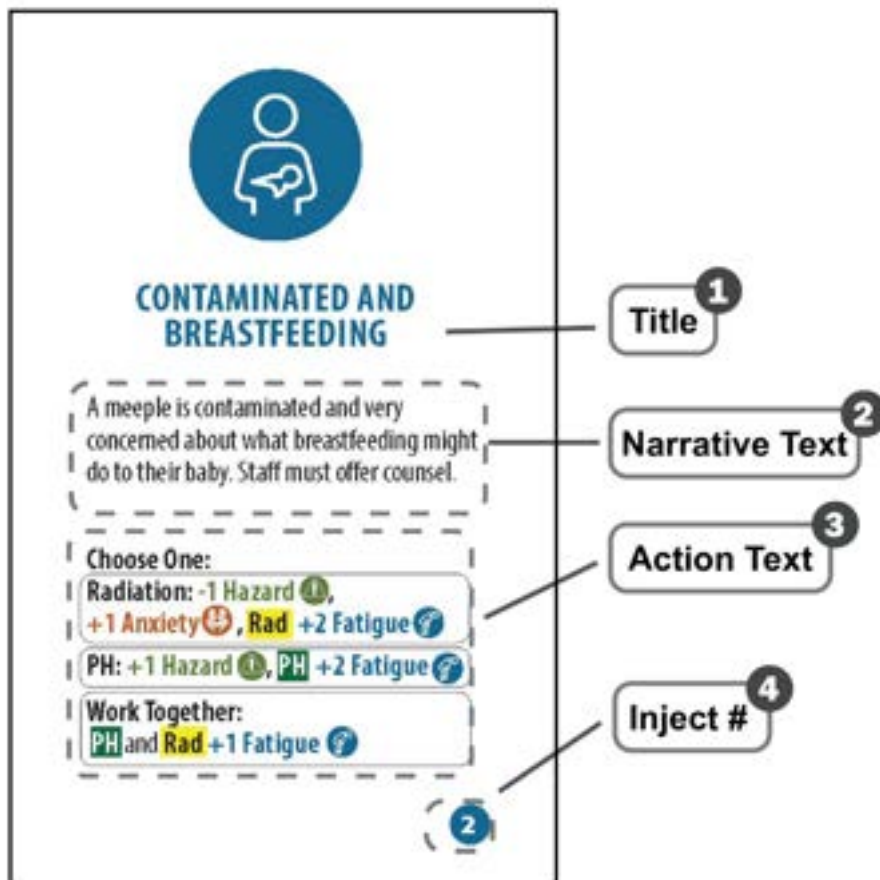 CONTAMINATED AND
BREASTFEEDING
A meeple is contaminated and very
concerned about what breastfeeding might
do to their baby. Staff must offer counsel.
Choose One:
Radiation: -1 Hazard,
+1 Anxiety, Rad +2 Fatigue
PH: +1 Hazard, PH +2 Fatigue
Work Together:
PH and Rad +1 Fatigue
2
Title 1
Narrative Text 2
Action Text 3
Inject # 4